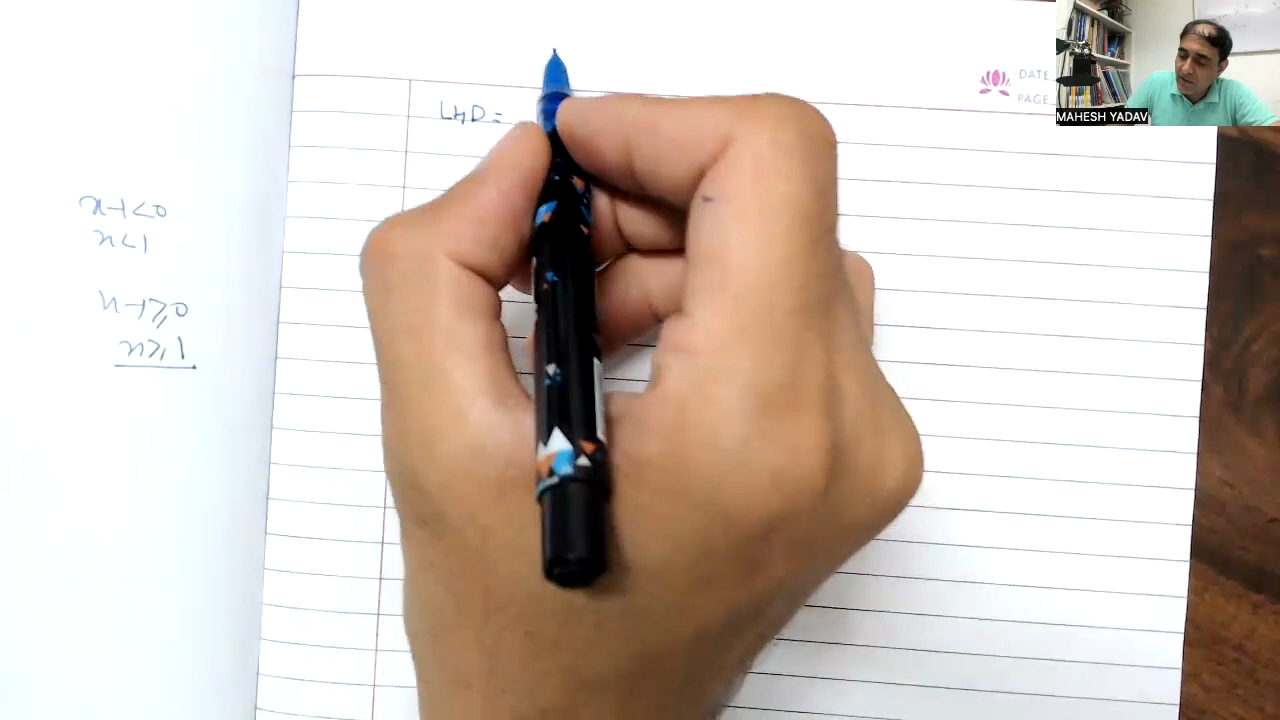 LHD =
x-1<0
x<1
x-1≥0
x≥1
DATE
PAGE
MAHESH YADAV